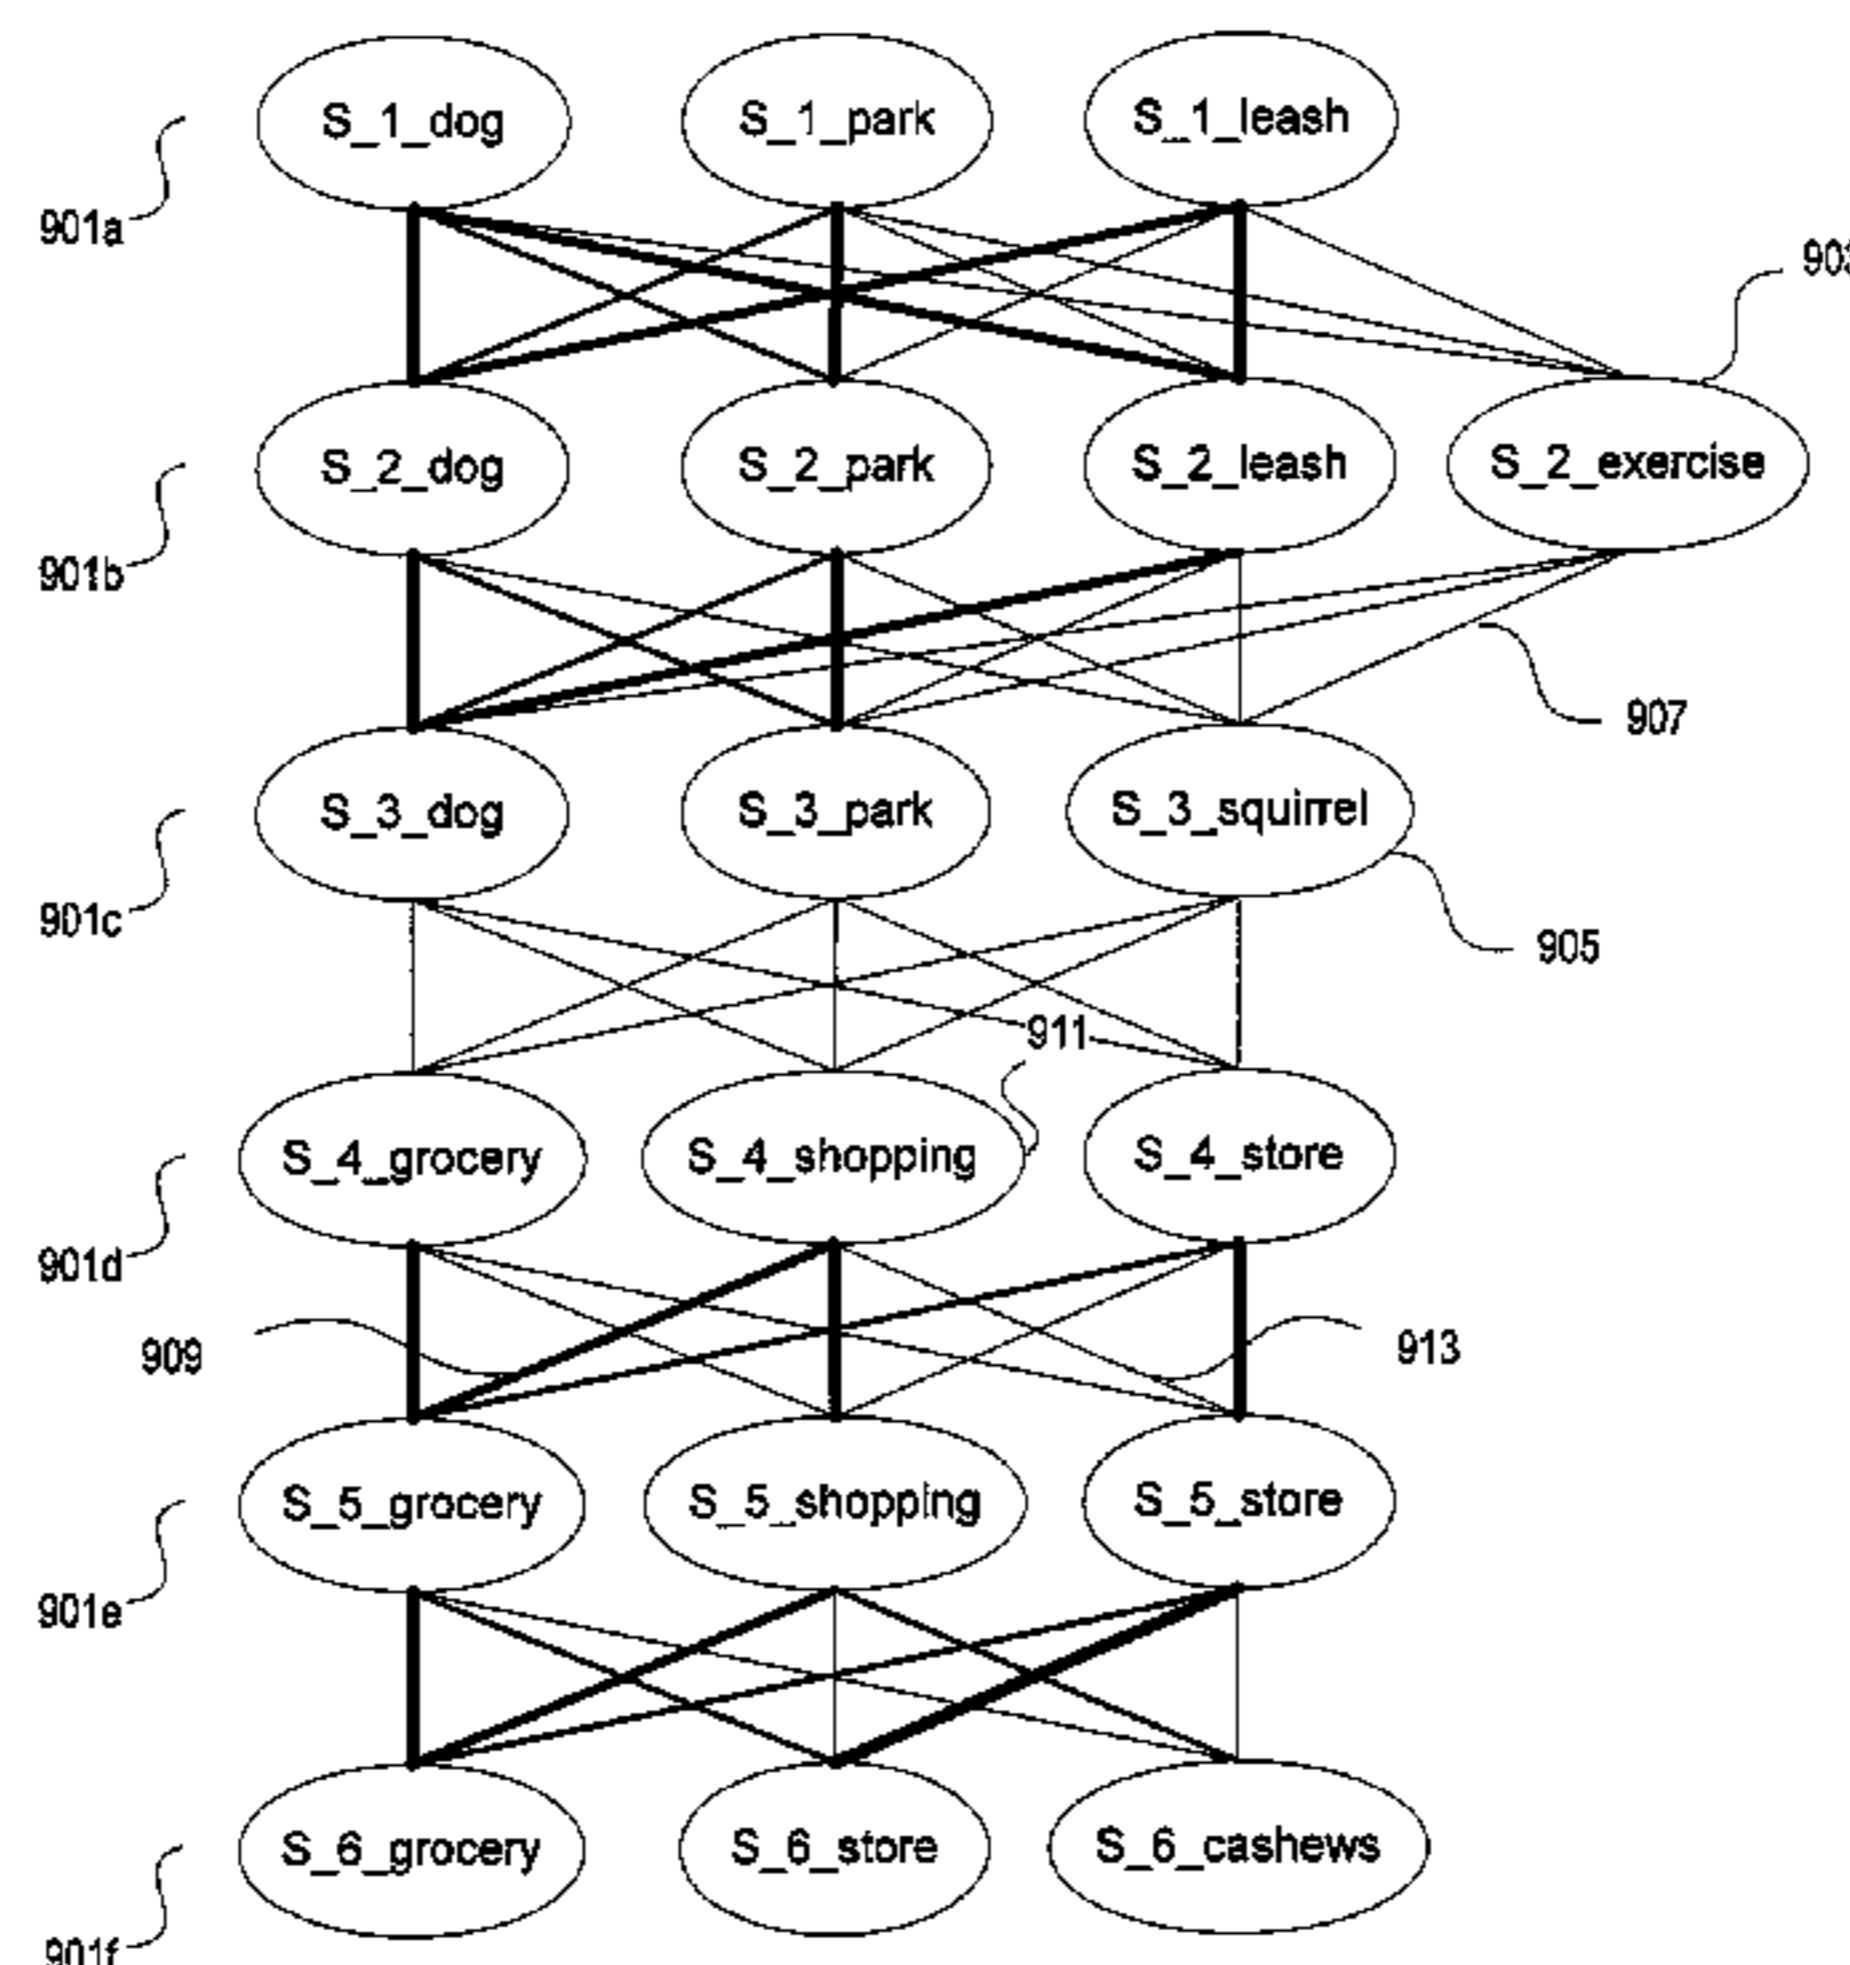 S_1_dog S_1_park S_1_leash
901a
S_2_dog S_2_park S_2_leash S_2_exercise
901b
907
S_3_dog S_3_park S_3_squirrel
901c
905
911
S_4_grocery S_4_shopping S_4_store
901d
909
913
S_5_grocery S_5_shopping S_5_store
901e
S_6_grocery S_6_store S_6_cashews
901f